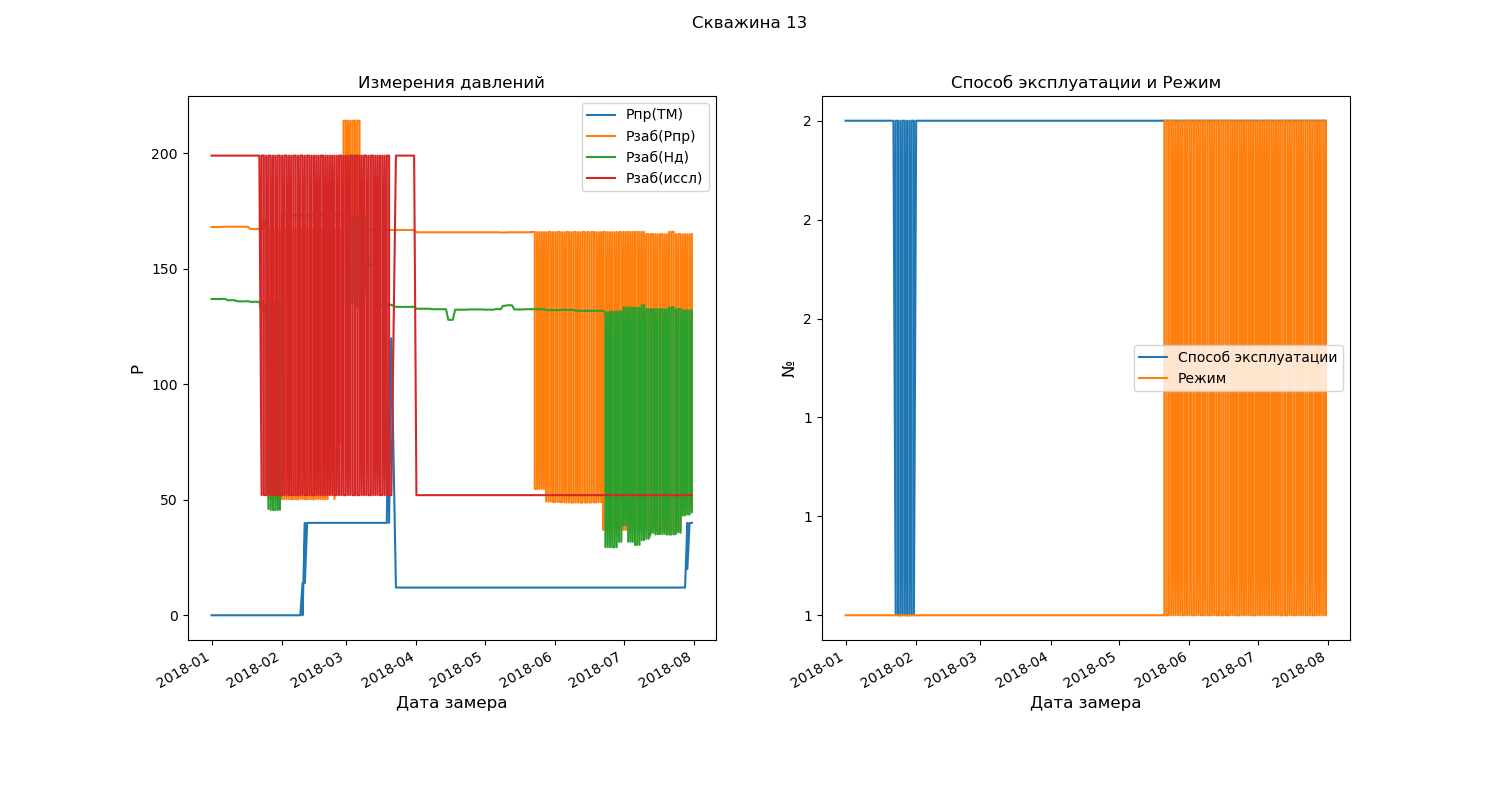 Скважина 13
Измерения давлений
Рпр(ТМ)
Рзаб(Рпр)
Рзаб(Нд)
Рзаб(иссл)
200
150
100
50
0
Р
2018-01
2018-02
2018-03
2018-04
2018-05
2018-06
2018-07
2018-08
Дата замера
Способ эксплуатации и Режим
2
2
2
1
1
1
№
Способ эксплуатации
Режим
2018-01
2018-02
2018-03
2018-04
2018-05
2018-06
2018-07
2018-08
Дата замера